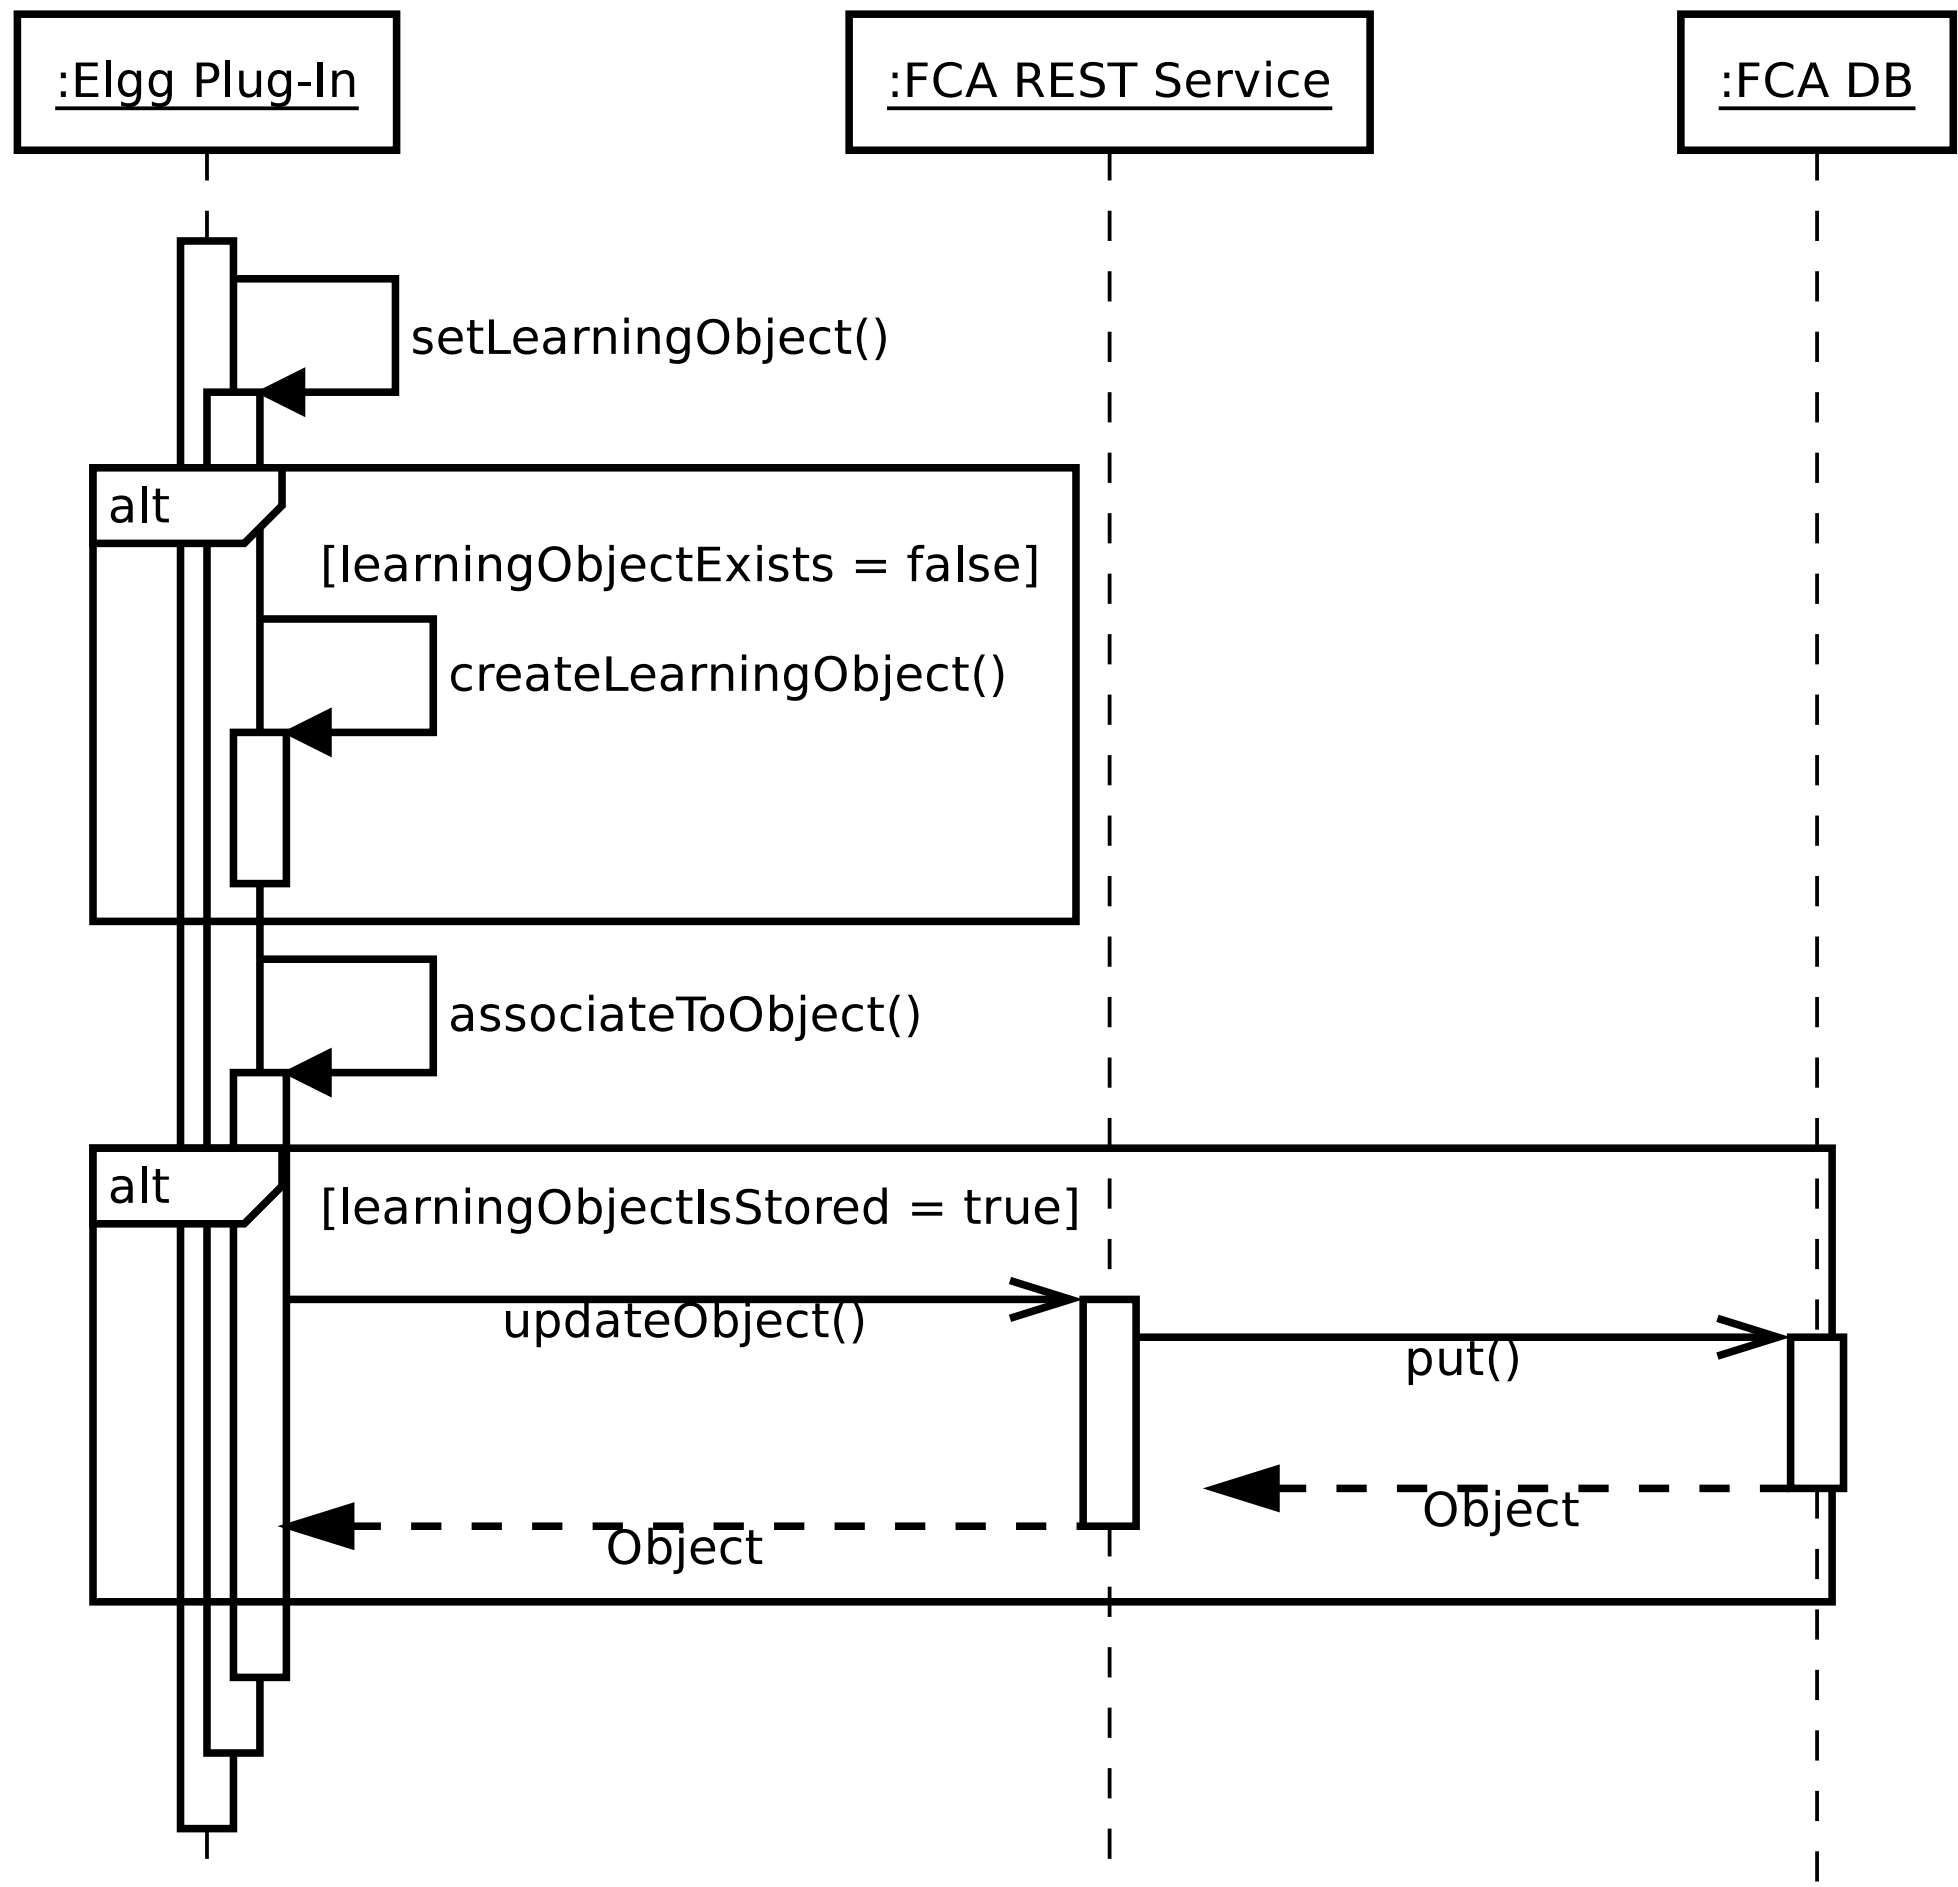 :Elgg Plug-In
:FCA REST Service
:FCA DB
setLearningObject()
alt
[learningObjectExists = false]
createLearningObject()
associateToObject()
alt
[learningObjectIsStored = true]
updateObject()
put()
Object
Object